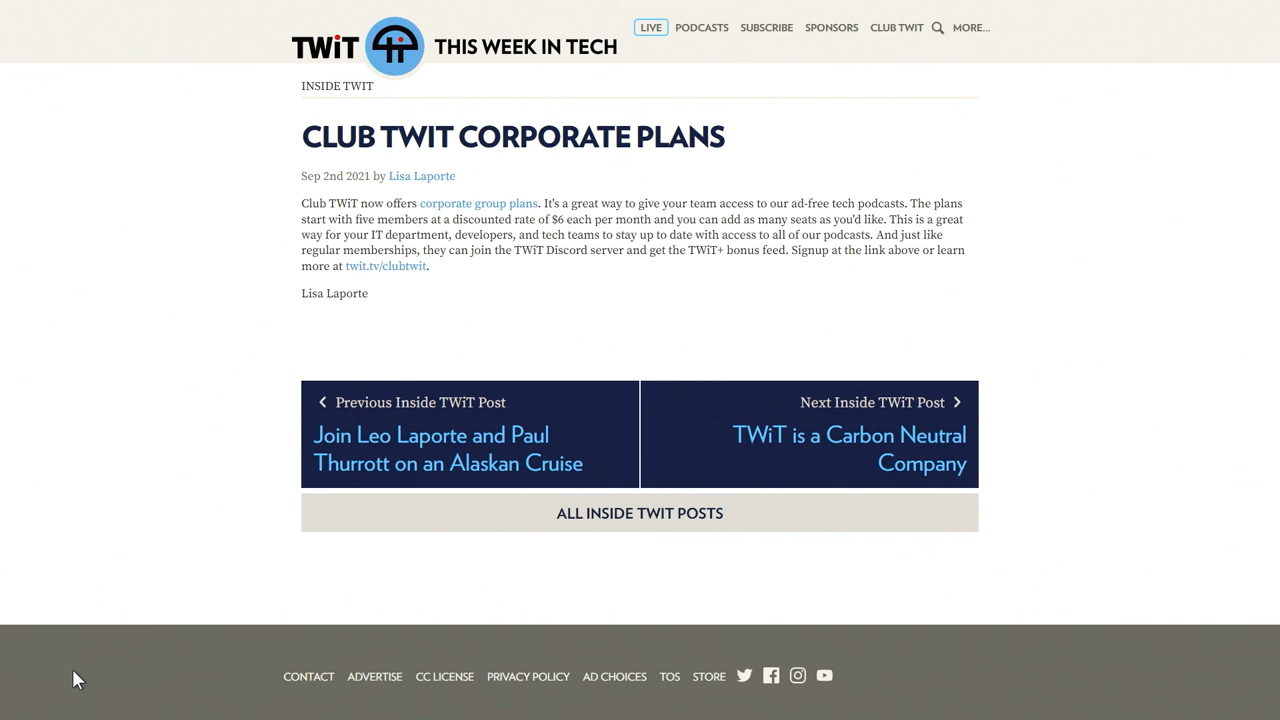 TWiT THIS WEEK IN TECH
LIVE PODCASTS SUBSCRIBE SPONSORS CLUB TWIT MORE...
INSIDE TWIT
CLUB TWIT CORPORATE PLANS
Sep 2nd 2021 by Lisa Laporte
Club TWiT now offers corporate group plans. It's a great way to give your team access to our ad-free tech podcasts. The plans
start with five members at a discounted rate of $6 each per month and you can add as many seats as you'd like. This is a great
way for your IT department, developers, and tech teams to stay up to date with access to all of our podcasts. And just like
regular memberships, they can join the TWiT Discord server and get the TWiT+ bonus feed. Signup at the link above or learn
more at twit.tv/clubtwit.
Lisa Laporte
Previous Inside TWiT Post
Join Leo Laporte and Paul
Thurrott on an Alaskan Cruise
Next Inside TWiT Post
TWiT is a Carbon Neutral
Company
ALL INSIDE TWIT POSTS
CONTACT ADVERTISE CC LICENSE PRIVACY POLICY AD CHOICES TOS STORE